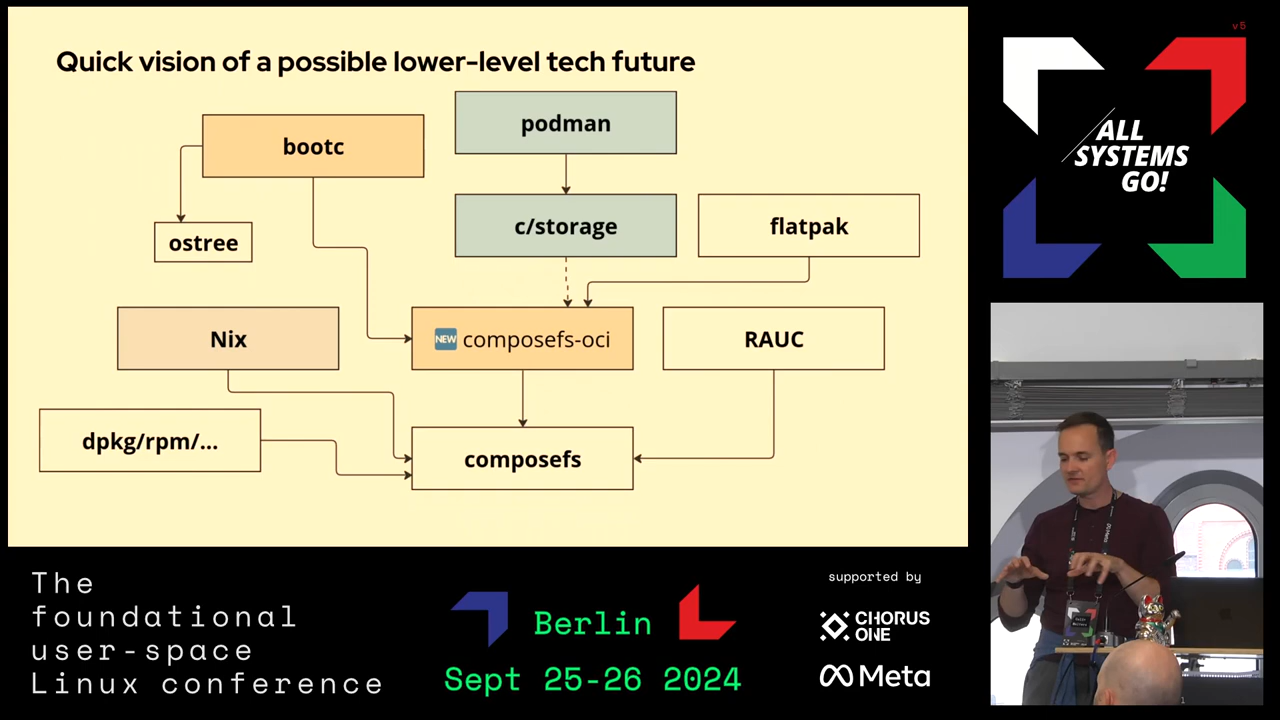 Quick vision of a possible lower-level tech future
podman
bootc
c/storage
flatpak
ostree
Nix
NEW composefs-oci
RAUC
dpkg/rpm/...
composefs
v5
ALL
SYSTEMS
GO!
The
foundational
user-space
Linux conference
Berlin
Sept 25-26 2024
supported by
CHORUS
ONE
Meta